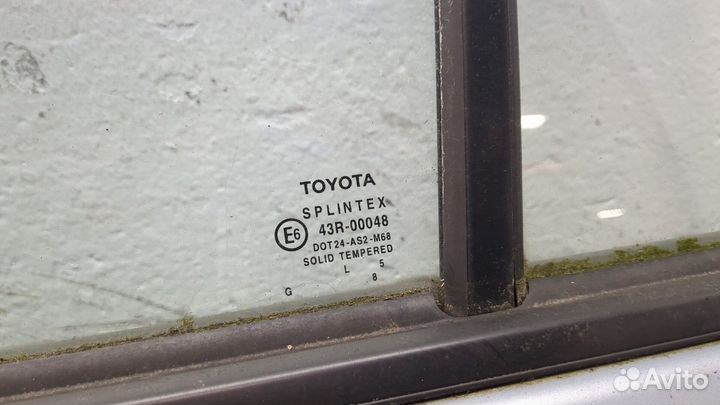 TOYOTA
SPLINTEX
E6 43R-00048
DOT24-AS2-M68
SOLID TEMPERED
L 5
G 8
Avito